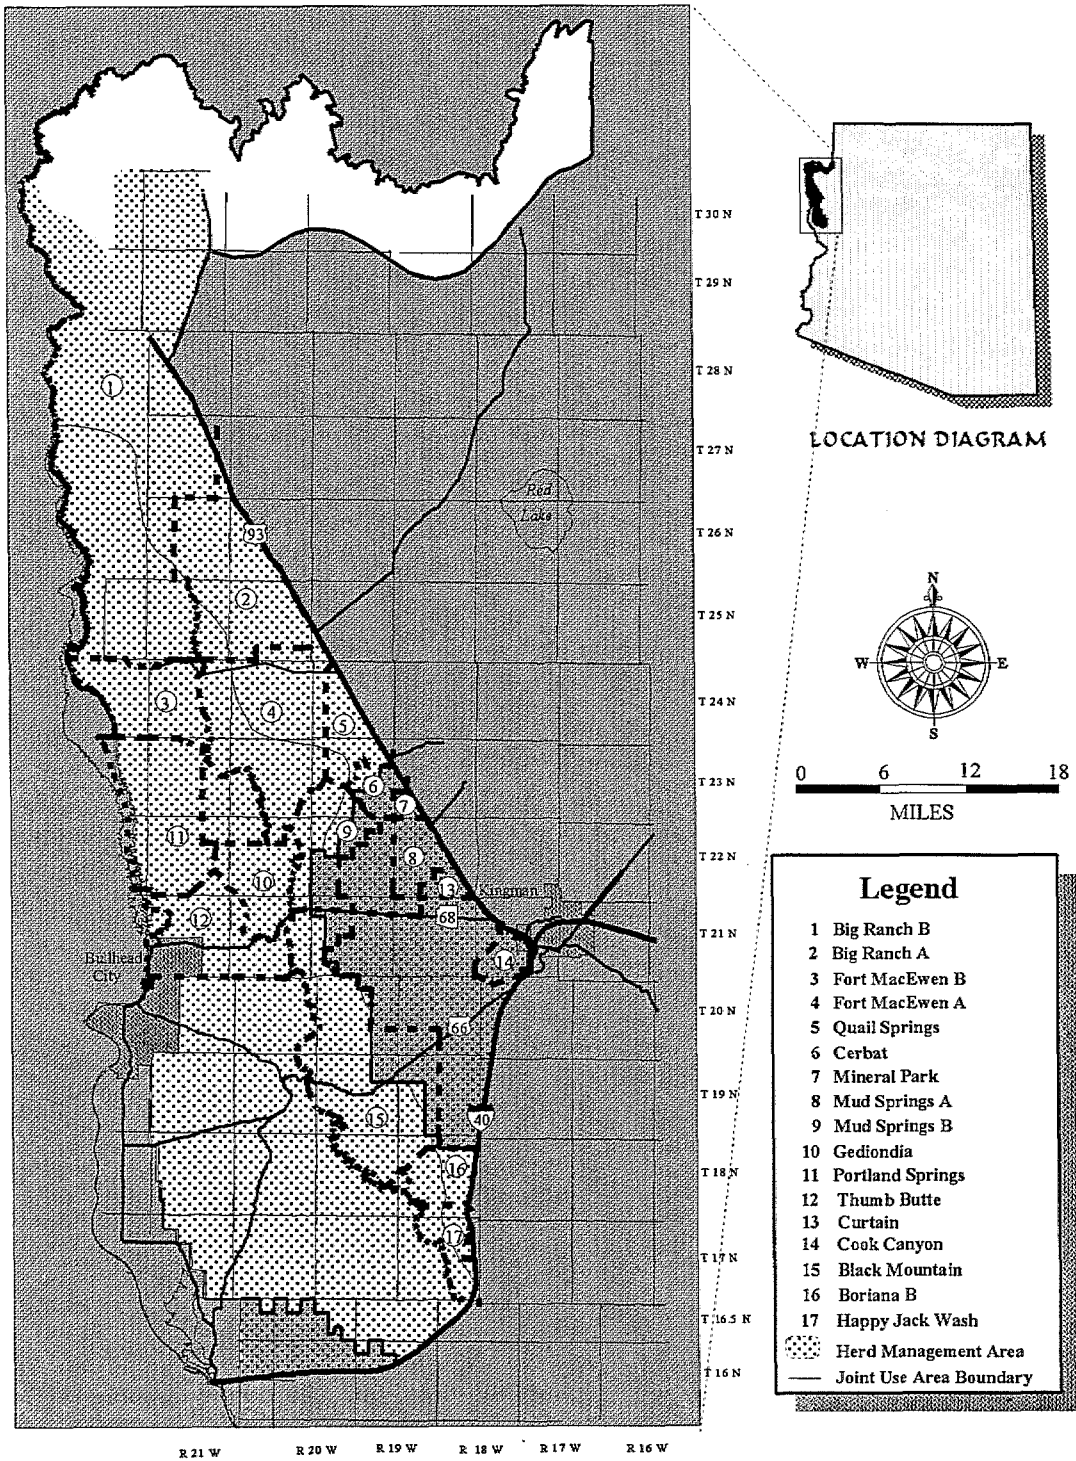 T 30 N
T 29 N
T 28 N
T 27 N
T 26 N
T 25 N
T 24 N
T 23 N
T 22 N
T 21 N
T 20 N
T 19 N
T 18 N
T 17 N
T 16.5 N
T 16 N
1
Red
Lake
93
2
3
4
5
6
7
9
11
8
10
13
Kingman
12
68
Bullhead
City
14
66
15
40
16
17
R 21 W
R 20 W
R 19 W
R 18 W
R 17 W
R 16 W
LOCATION DIAGRAM
N
W
E
S
0 6 12 18
MILES
Legend
1 Big Ranch B
2 Big Ranch A
3 Fort MacEwen B
4 Fort MacEwen A
5 Quail Springs
6 Cerbat
7 Mineral Park
8 Mud Springs A
9 Mud Springs B
10 Gediondia
11 Portland Springs
12 Thumb Butte
13 Curtain
14 Cook Canyon
15 Black Mountain
16 Boriana B
17 Happy Jack Wash
Herd Management Area
Joint Use Area Boundary